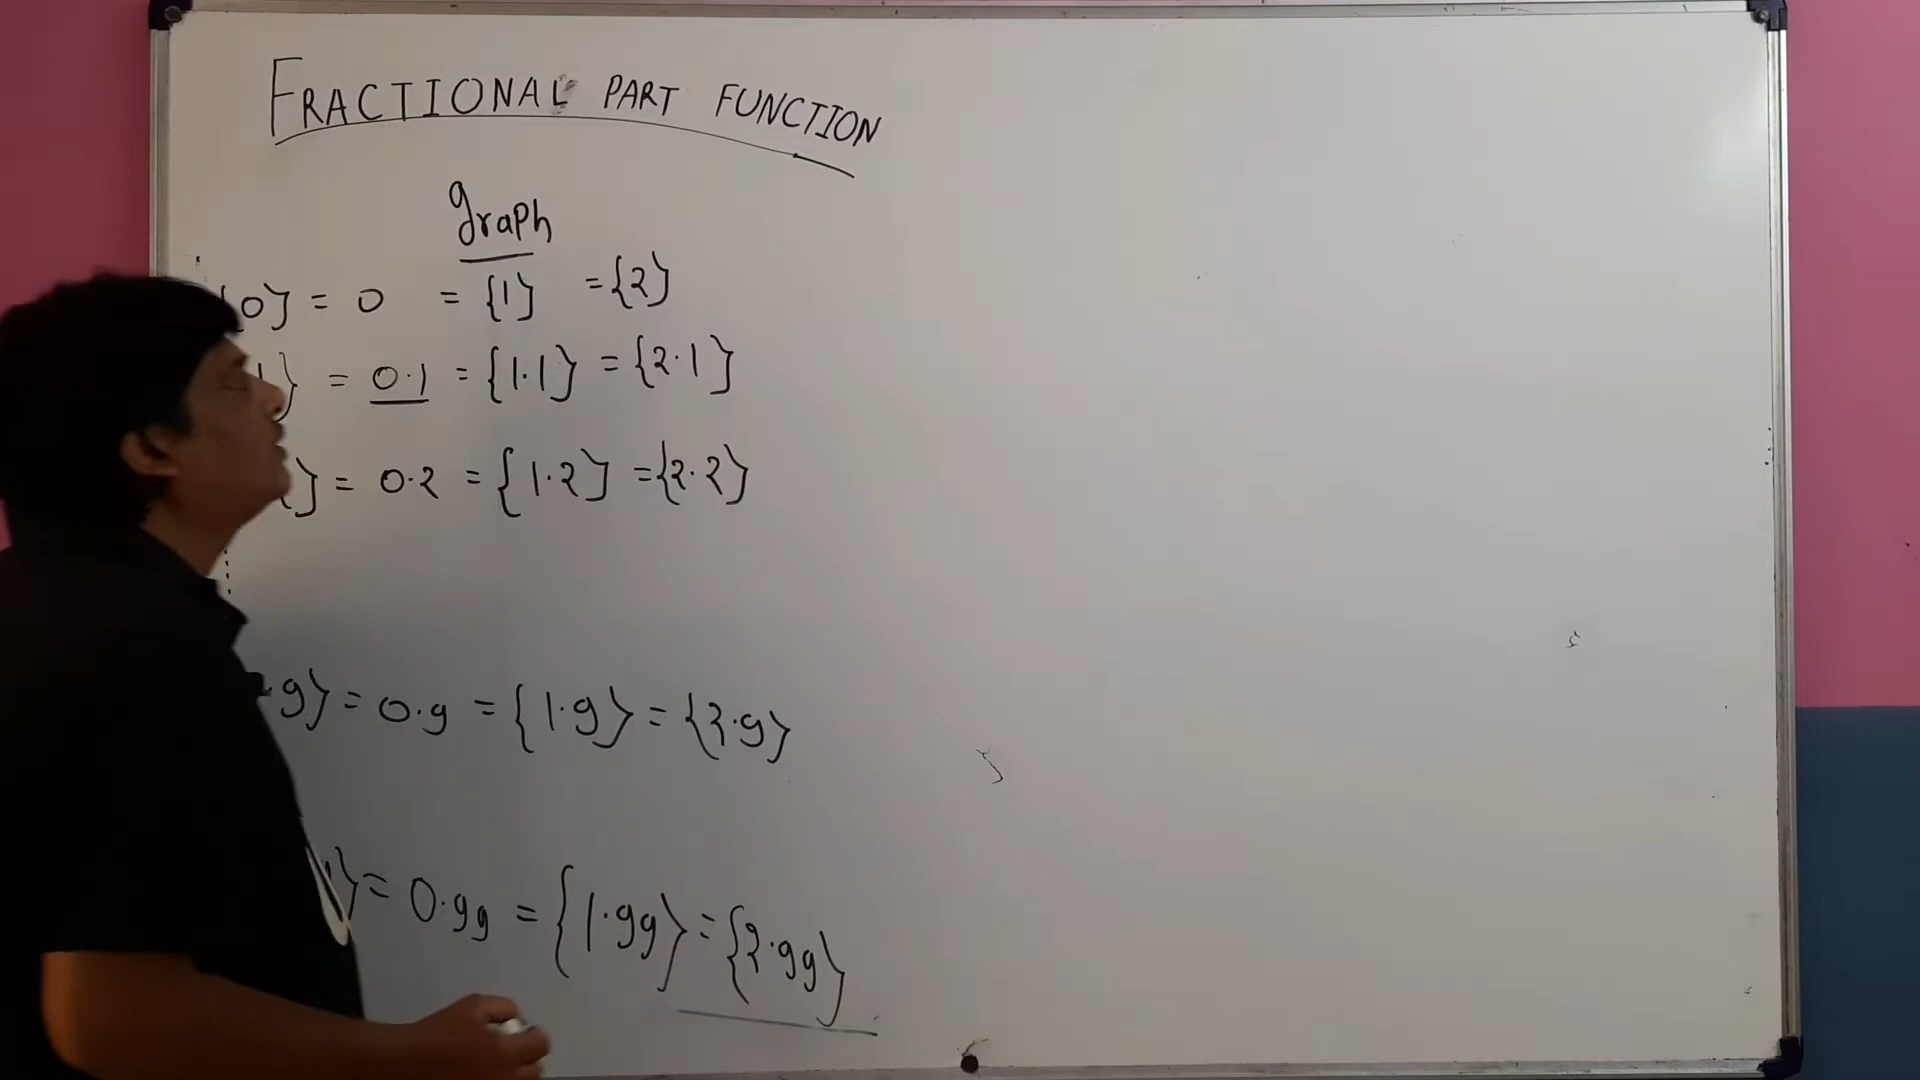 FRACTIONAL PART FUNCTION
graph
{0} = 0 = {1} = {2}
1} = 0.1 = {1.1} = {2.1}
} = 0.2 = {1.2} = {2.2}
.9} = 0.9 = {1.9} = {2.9}
} = 0.99 = {1.99} = {2.99}